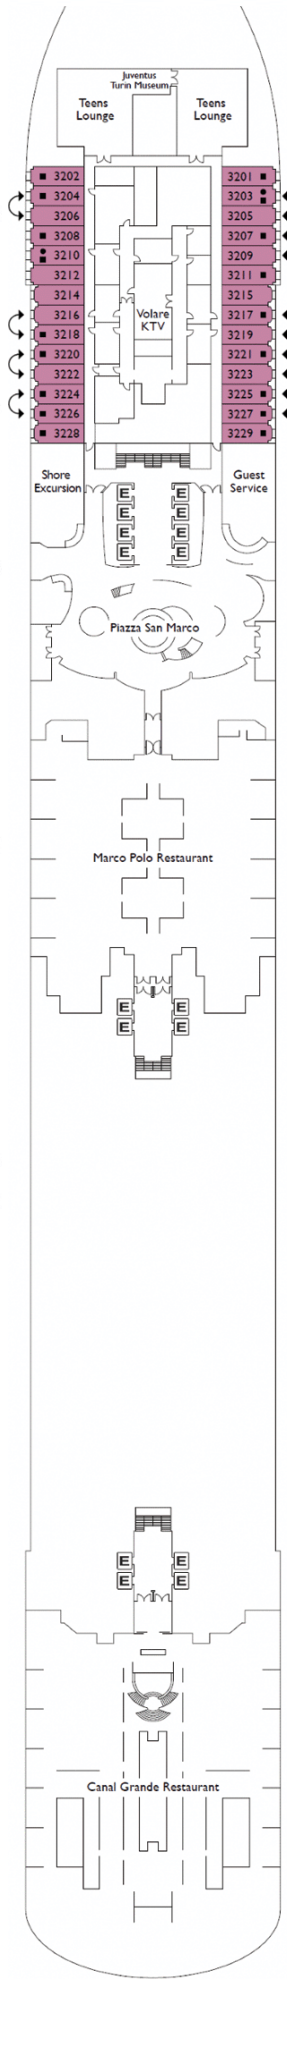 Juventus
Turin Museum
Teens
Lounge
Teens
Lounge
3202
3204
3206
3208
3210
3212
3214
3216
3218
3220
3222
3224
3226
3228
3201
3203
3205
3207
3209
3211
3215
3217
3219
3221
3223
3225
3227
3229
Volare
KTV
Shore
Excursion
Guest
Service
E E
E E
E E
E E
Piazza San Marco
Marco Polo Restaurant
E E
E E
E E
E E
Canal Grande Restaurant